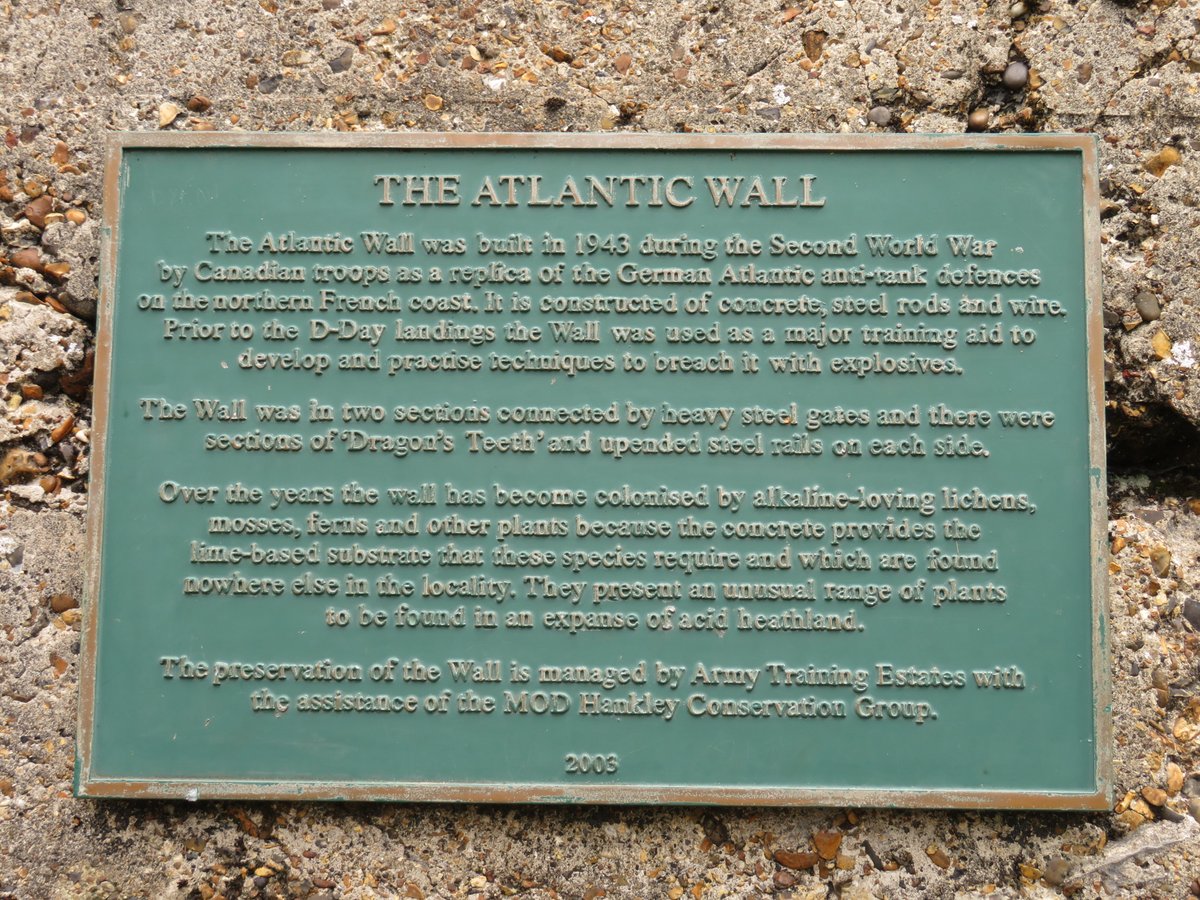 THE ATLANTIC WALL
The Atlantic Wall was built in 1943 during the Second World War
by Canadian troops as a replica of the German Atlantic anti-tank defences
on the northern French coast. It is constructed of concrete, steel rods and wire.
Prior to the D-Day landings the Wall was used as a major training aid to
develop and practise techniques to breach it with explosives.
The Wall was in two sections connected by heavy steel gates and there were
sections of 'Dragon's Teeth' and upended steel rails on each side.
Over the years the wall has become colonised by alkaline-loving lichens,
mosses, ferns and other plants because the concrete provides the
lime-based substrate that these species require and which are found
nowhere else in the locality. They present an unusual range of plants
to be found in an expanse of acid heathland.
The preservation of the Wall is managed by Army Training Estates with
the assistance of the MOD Hankley Conservation Group.
2003